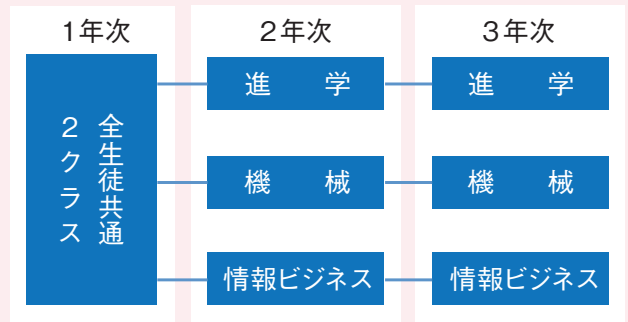 1年次
2年次
3年次
全生徒共通
2クラス
進学
進学
機械
機械
情報ビジネス
情報ビジネス